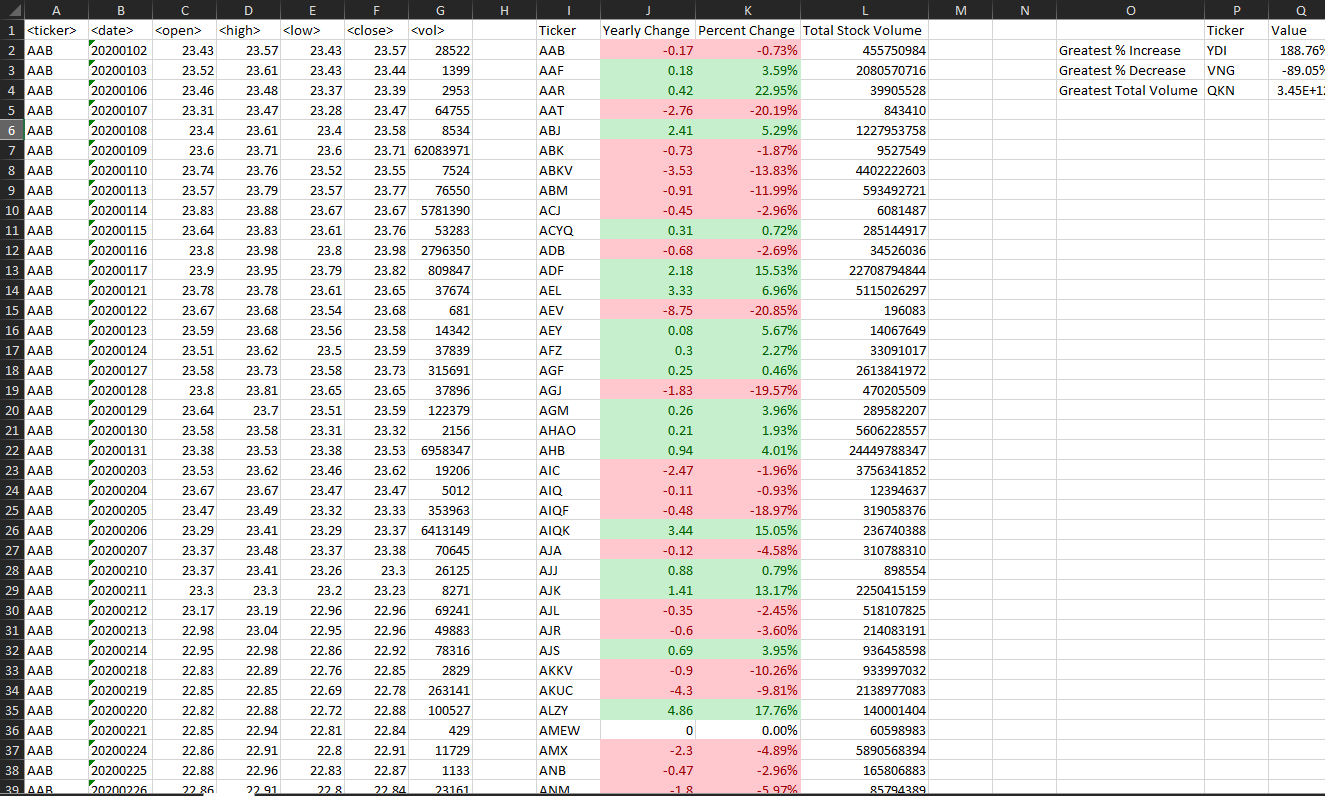 A B C D E F G H I J K L M N O P Q
1 <ticker> <date> <open> <high> <low> <close> <vol> Ticker Yearly Change Percent Change Total Stock Volume Ticker Value
2 AAB 20200102 23.43 23.57 23.43 23.57 28522 AAB -0.17 -0.73% 455750984 Greatest % Increase YDI 188.76%
3 AAB 20200103 23.52 23.61 23.43 23.44 1399 AAF 0.18 3.59% 2080570716 Greatest % Decrease VNG -89.05%
4 AAB 20200106 23.46 23.48 23.37 23.39 2953 AAR 0.42 22.95% 39905528 Greatest Total Volume QKN 3.45E+12
5 AAB 20200107 23.31 23.47 23.28 23.47 64755 AAT -2.76 -20.19% 843410
6 AAB 20200108 23.4 23.61 23.4 23.58 8534 ABJ 2.41 5.29% 1227953758
7 AAB 20200109 23.6 23.71 23.6 23.71 62083971 ABK -0.73 -1.87% 9527549
8 AAB 20200110 23.74 23.76 23.52 23.55 7524 ABKV -3.53 -13.83% 4402222603
9 AAB 20200113 23.57 23.79 23.57 23.77 76550 ABM -0.91 -11.99% 593492721
10 AAB 20200114 23.83 23.88 23.67 23.67 5781390 ACJ -0.45 -2.96% 6081487
11 AAB 20200115 23.64 23.83 23.61 23.76 53283 ACYQ 0.31 0.72% 285144917
12 AAB 20200116 23.8 23.98 23.8 23.98 2796350 ADB -0.68 -2.69% 34526036
13 AAB 20200117 23.9 23.95 23.79 23.82 809847 ADF 2.18 15.53% 22708794844
14 AAB 20200121 23.78 23.78 23.61 23.65 37674 AEL 3.33 6.96% 5115026297
15 AAB 20200122 23.67 23.68 23.54 23.68 681 AEV -8.75 -20.85% 196083
16 AAB 20200123 23.59 23.68 23.56 23.58 14342 AEY 0.08 5.67% 14067649
17 AAB 20200124 23.51 23.62 23.5 23.59 37839 AFZ 0.3 2.27% 33091017
18 AAB 20200127 23.58 23.73 23.58 23.73 315691 AGF 0.25 0.46% 2613841972
19 AAB 20200128 23.8 23.81 23.65 23.65 37896 AGJ -1.83 -19.57% 470205509
20 AAB 20200129 23.64 23.7 23.51 23.59 122379 AGM 0.26 3.96% 289582207
21 AAB 20200130 23.58 23.58 23.31 23.32 2156 AHAO 0.21 1.93% 5606228557
22 AAB 20200131 23.38 23.53 23.38 23.53 6958347 AHB 0.94 4.01% 24449788347
23 AAB 20200203 23.53 23.62 23.46 23.62 19206 AIC -2.47 -1.96% 3756341852
24 AAB 20200204 23.67 23.67 23.47 23.47 5012 AIQ -0.11 -0.93% 12394637
25 AAB 20200205 23.47 23.49 23.32 23.33 353963 AIQF -0.48 -18.97% 319058376
26 AAB 20200206 23.29 23.41 23.29 23.37 6413149 AIQK 3.44 15.05% 236740388
27 AAB 20200207 23.37 23.48 23.37 23.38 70645 AJA -0.12 -4.58% 310788310
28 AAB 20200210 23.37 23.41 23.26 23.3 26125 AJJ 0.88 0.79% 898554
29 AAB 20200211 23.3 23.3 23.2 23.23 8271 AJK 1.41 13.17% 2250415159
30 AAB 20200212 23.17 23.19 22.96 22.96 69241 AJL -0.35 -2.45% 518107825
31 AAB 20200213 22.98 23.04 22.95 22.96 49883 AJR -0.6 -3.60% 214083191
32 AAB 20200214 22.95 22.98 22.86 22.92 78316 AJS 0.69 3.95% 936458598
33 AAB 20200218 22.83 22.89 22.76 22.85 2829 AKKV -0.9 -10.26% 933997032
34 AAB 20200219 22.85 22.85 22.69 22.78 263141 AKUC -4.3 -9.81% 2138977083
35 AAB 20200220 22.82 22.88 22.72 22.88 100527 ALZY 4.86 17.76% 140001404
36 AAB 20200221 22.85 22.94 22.81 22.84 429 AMEW 0 0.00% 60598983
37 AAB 20200224 22.86 22.91 22.8 22.91 11729 AMX -2.3 -4.89% 5890568394
38 AAB 20200225 22.88 22.96 22.83 22.87 1133 ANB -0.47 -2.96% 165806883
39 AAB 20200226 22.86 22.91 22.8 22.84 23161 ANM -1.8 -5.97% 85794389